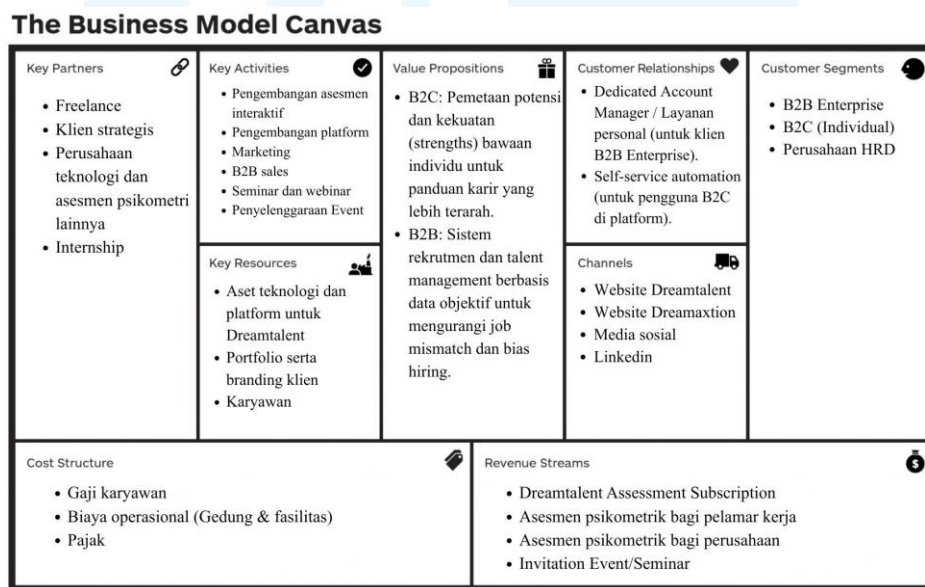 The Business Model Canvas
Key Partners
• Freelance
• Klien strategis
• Perusahaan
teknologi dan
asesmen psikometri
lainnya
• Internship
Key Activities
• Pengembangan asesmen
interaktif
• Pengembangan platform
• Marketing
• B2B sales
• Seminar dan webinar
• Penyelenggaraan Event
Key Resources
• Aset teknologi dan
platform untuk
Dreamtalent
• Portfolio serta
branding klien
• Karyawan
Value Propositions
• B2C: Pemetaan potensi
dan kekuatan
(strengths) bawaan
individu untuk
panduan karir yang
lebih terarah.
• B2B: Sistem
rekrutmen dan talent
management berbasis
data objektif untuk
mengurangi job
mismatch dan bias
hiring.
Customer Relationships
• Dedicated Account
Manager / Layanan
personal (untuk klien
B2B Enterprise).
• Self-service automation
(untuk pengguna B2C
di platform).
Channels
• Website Dreamtalent
• Website Dreamaxtion
• Media sosial
• Linkedin
Customer Segments
• B2B Enterprise
• B2C (Individual)
• Perusahaan HRD
Cost Structure
• Gaji karyawan
• Biaya operasional (Gedung & fasilitas)
• Pajak
Revenue Streams
$
• Dreamtalent Assessment Subscription
• Asesmen psikometrik bagi pelamar kerja
• Asesmen psikometrik bagi perusahaan
• Invitation Event/Seminar